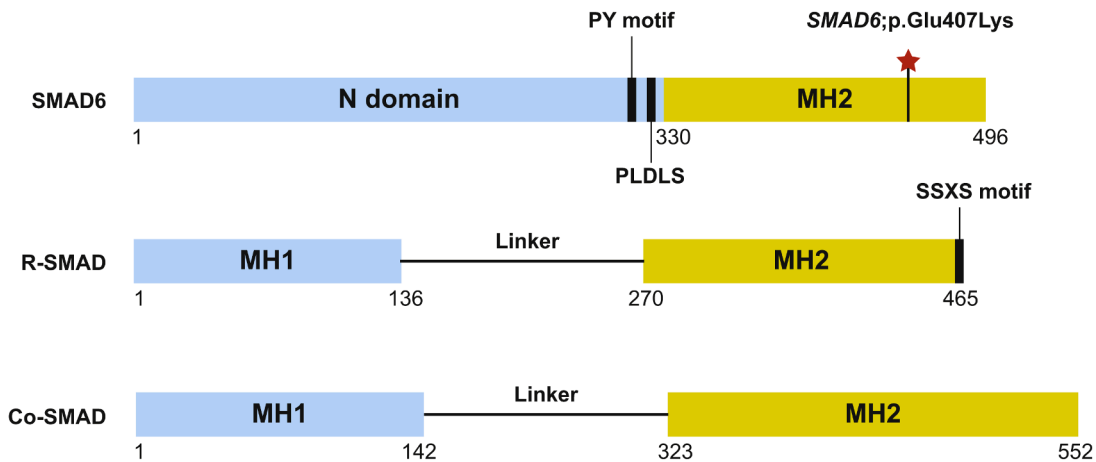 PY motif
SMAD6;p.Glu407Lys
SMAD6
N domain
MH2
1
330
496
PLDLS
SSXS motif
R-SMAD
MH1
Linker
MH2
1
136
270
465
Co-SMAD
MH1
Linker
MH2
1
142
323
552